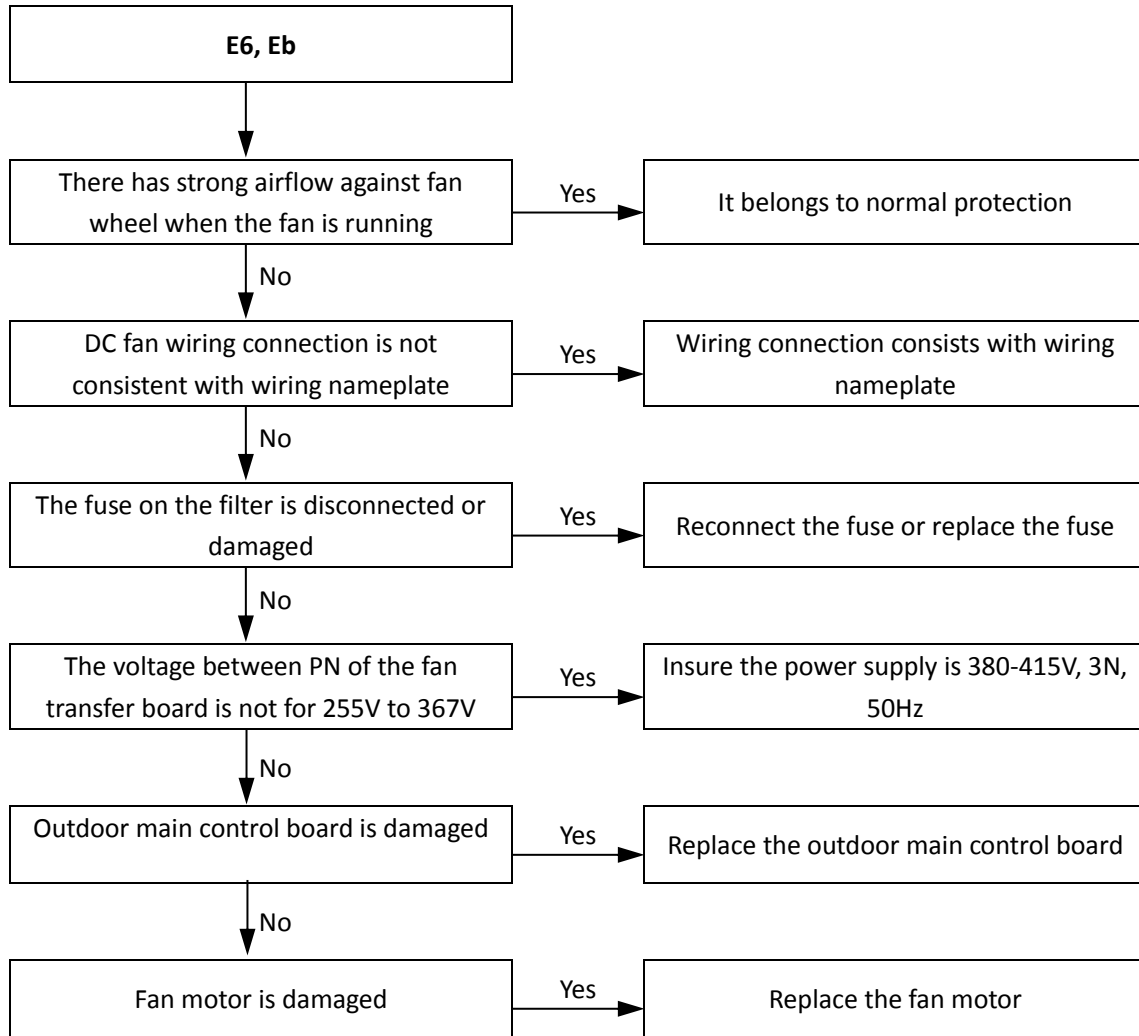 E6, Eb
There has strong airflow against fan
wheel when the fan is running
Yes
It belongs to normal protection
No
DC fan wiring connection is not
consistent with wiring nameplate
Yes
Wiring connection consists with wiring
nameplate
No
The fuse on the filter is disconnected or
damaged
Yes
Reconnect the fuse or replace the fuse
No
The voltage between PN of the fan
transfer board is not for 255V to 367V
Yes
Insure the power supply is 380-415V, 3N,
50Hz
No
Outdoor main control board is damaged
Yes
Replace the outdoor main control board
No
Fan motor is damaged
Yes
Replace the fan motor